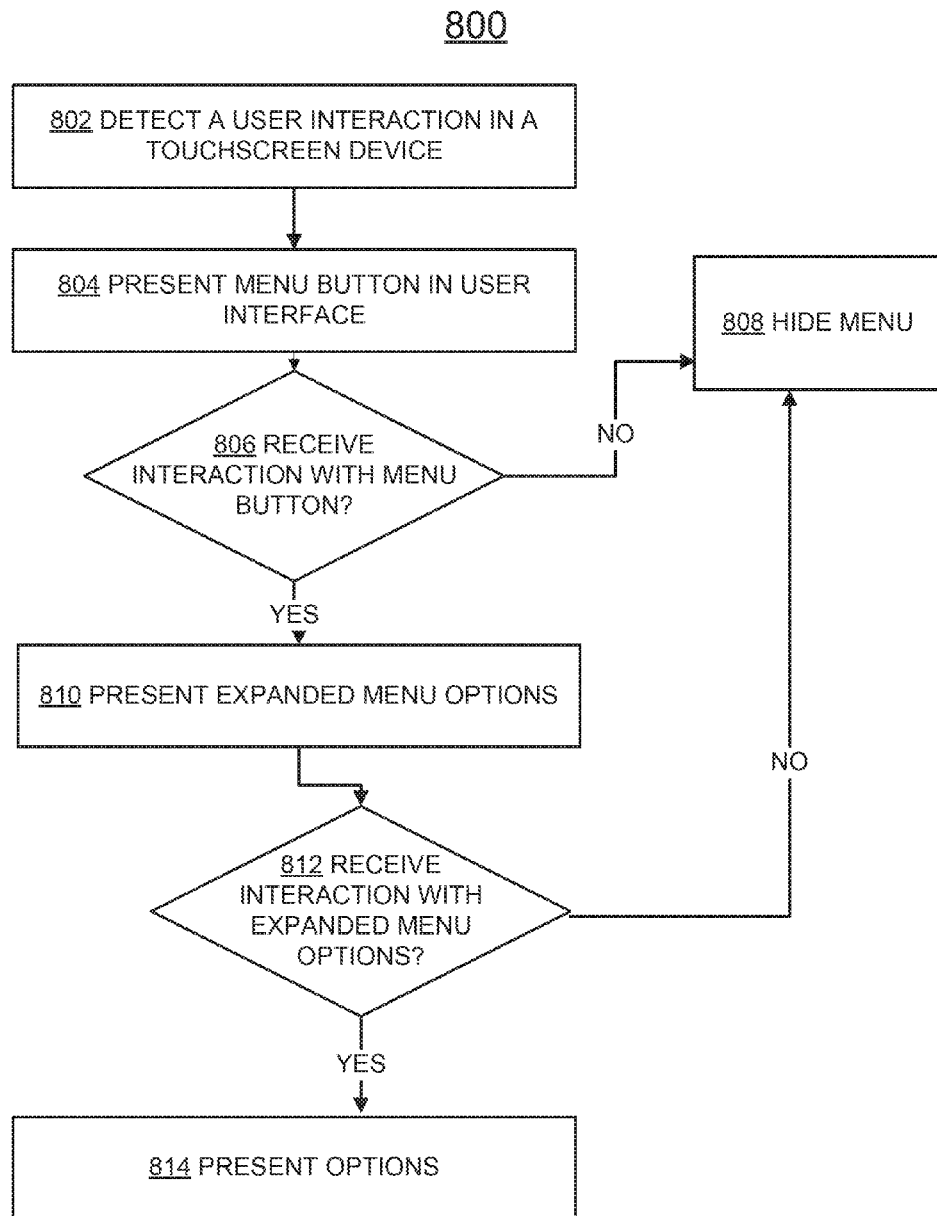 800
802 DETECT A USER INTERACTION IN A
TOUCHSCREEN DEVICE
804 PRESENT MENU BUTTON IN USER
INTERFACE
808 HIDE MENU
806 RECEIVE
INTERACTION WITH MENU
BUTTON?
NO
YES
810 PRESENT EXPANDED MENU OPTIONS
NO
812 RECEIVE
INTERACTION WITH
EXPANDED MENU
OPTIONS?
YES
814 PRESENT OPTIONS